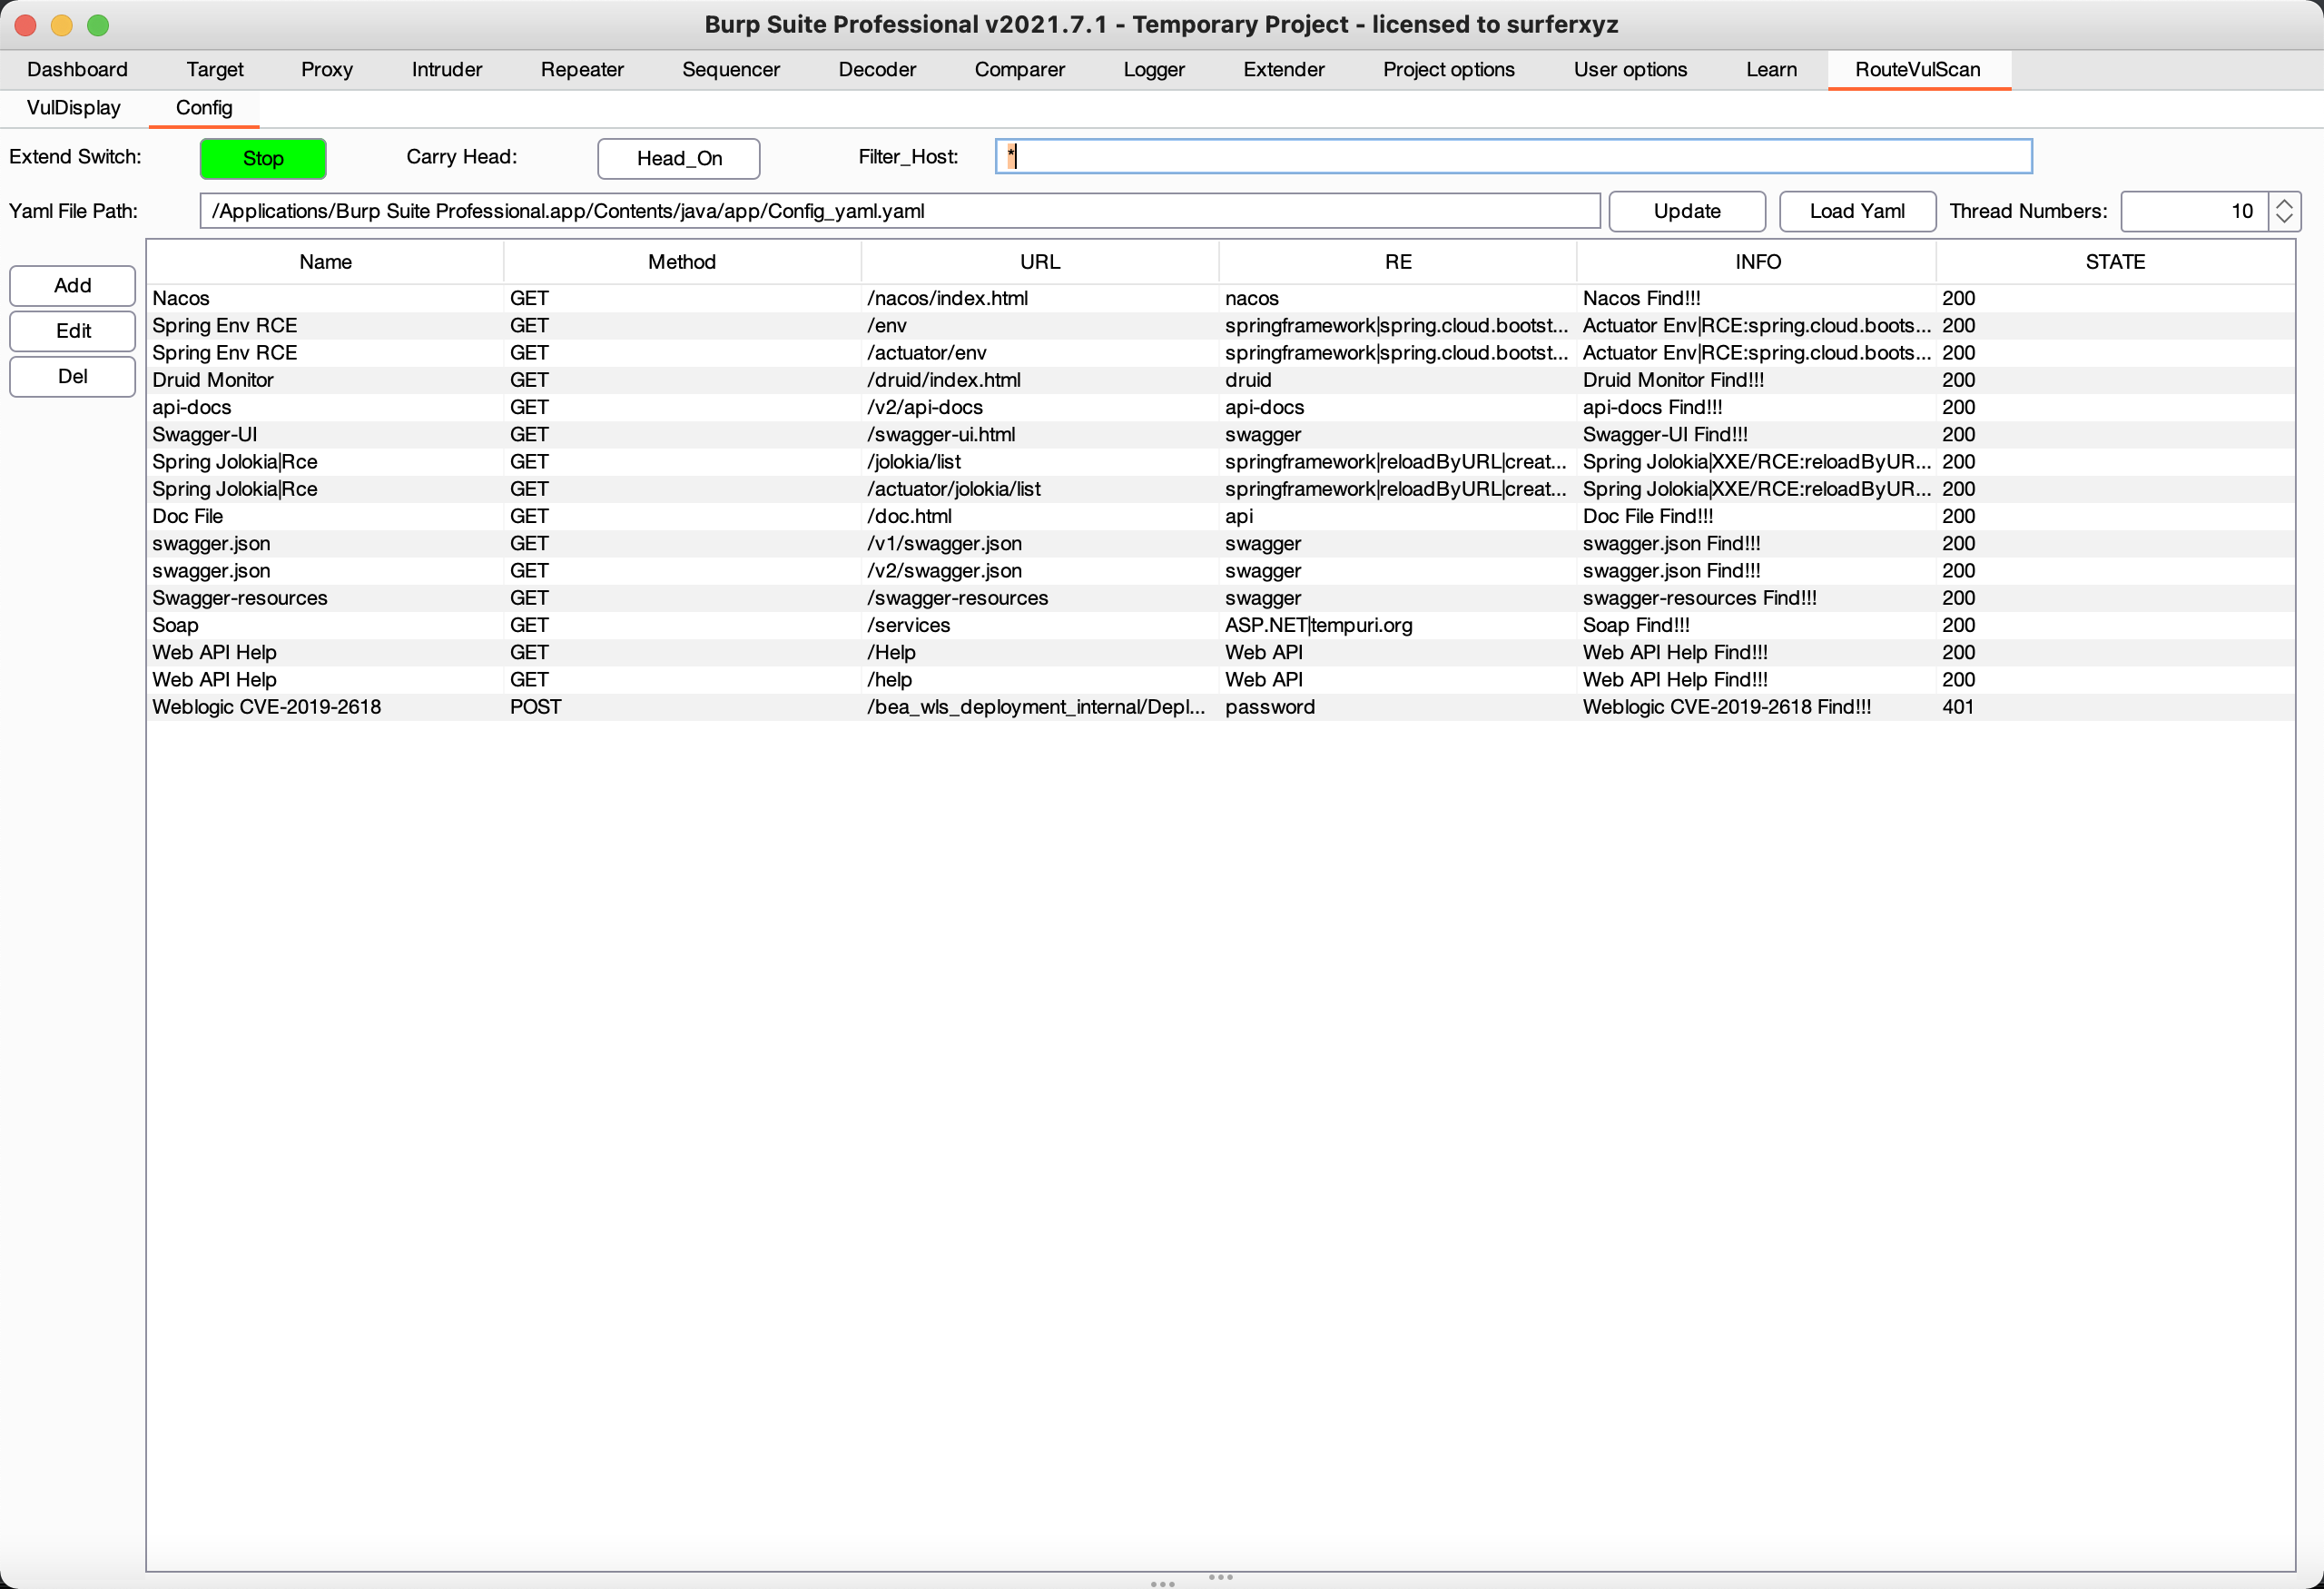 Burp Suite Professional v2021.7.1 - Temporary Project - licensed to surferxyz
Dashboard Target Proxy Intruder Repeater Sequencer Decoder Comparer Logger Extender Project options User options Learn RouteVulScan
VulDisplay Config
Extend Switch: Stop Carry Head: Head_On Filter_Host: *
Yaml File Path: /Applications/Burp Suite Professional.app/Contents/java/app/Config_yaml.yaml Update Load Yaml Thread Numbers: 10
Add
Edit
Del
Name Method URL RE INFO STATE
Nacos GET /nacos/index.html nacos Nacos Find!!! 200
Spring Env RCE GET /env springframework|spring.cloud.bootst... Actuator Env|RCE:spring.cloud.boots... 200
Spring Env RCE GET /actuator/env springframework|spring.cloud.bootst... Actuator Env|RCE:spring.cloud.boots... 200
Druid Monitor GET /druid/index.html druid Druid Monitor Find!!! 200
api-docs GET /v2/api-docs api-docs api-docs Find!!! 200
Swagger-UI GET /swagger-ui.html swagger Swagger-UI Find!!! 200
Spring Jolokia|Rce GET /jolokia/list springframework|reloadByURL|creat... Spring Jolokia|XXE/RCE:reloadByUR... 200
Spring Jolokia|Rce GET /actuator/jolokia/list springframework|reloadByURL|creat... Spring Jolokia|XXE/RCE:reloadByUR... 200
Doc File GET /doc.html api Doc File Find!!! 200
swagger.json GET /v1/swagger.json swagger swagger.json Find!!! 200
swagger.json GET /v2/swagger.json swagger swagger.json Find!!! 200
Swagger-resources GET /swagger-resources swagger swagger-resources Find!!! 200
Soap GET /services ASP.NET|tempuri.org Soap Find!!! 200
Web API Help GET /Help Web API Web API Help Find!!! 200
Web API Help GET /help Web API Web API Help Find!!! 200
Weblogic CVE-2019-2618 POST /bea_wls_deployment_internal/Depl... password Weblogic CVE-2019-2618 Find!!! 401